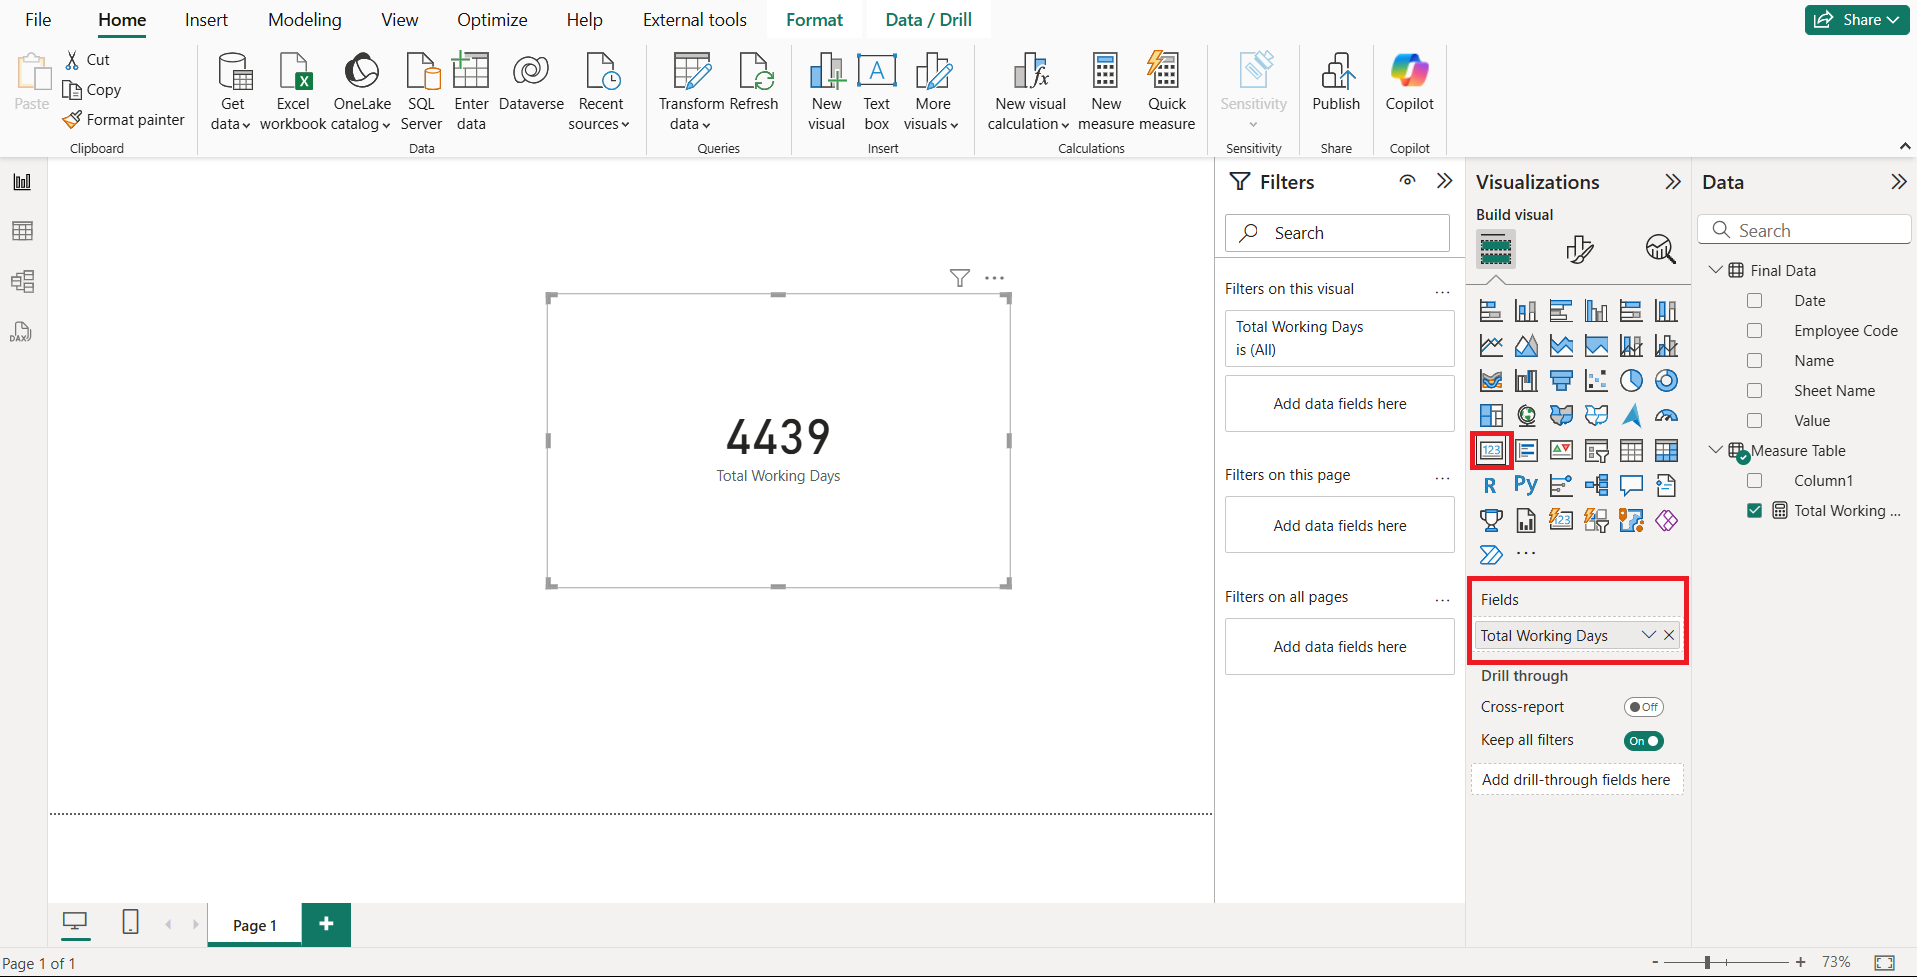 File Home Insert Modeling View Optimize Help External tools Format Data / Drill Share
Paste
Cut
Copy
Format painter
Clipboard
Get data
Excel workbook
OneLake catalog
SQL Server
Enter data
Dataverse
Recent sources
Data
Transform data
Refresh
Queries
New visual
Text box
A
More visuals
Insert
New visual calculation
New measure
Quick measure
Calculations
Sensitivity
Sensitivity
Publish
Share
Copilot
Copilot
DAX
4439
Total Working Days
Filters
Search
Filters on this visual
Total Working Days
is (All)
Add data fields here
Filters on this page
Add data fields here
Filters on all pages
Add data fields here
Visualizations
Build visual
123
R Py
123
Fields
Total Working Days
Drill through
Cross-report Off
Keep all filters On
Add drill-through fields here
Data
Search
Final Data
Date
Employee Code
Name
Sheet Name
Value
Measure Table
Column1
Total Working ...
Page 1
Page 1 of 1
- + 73%